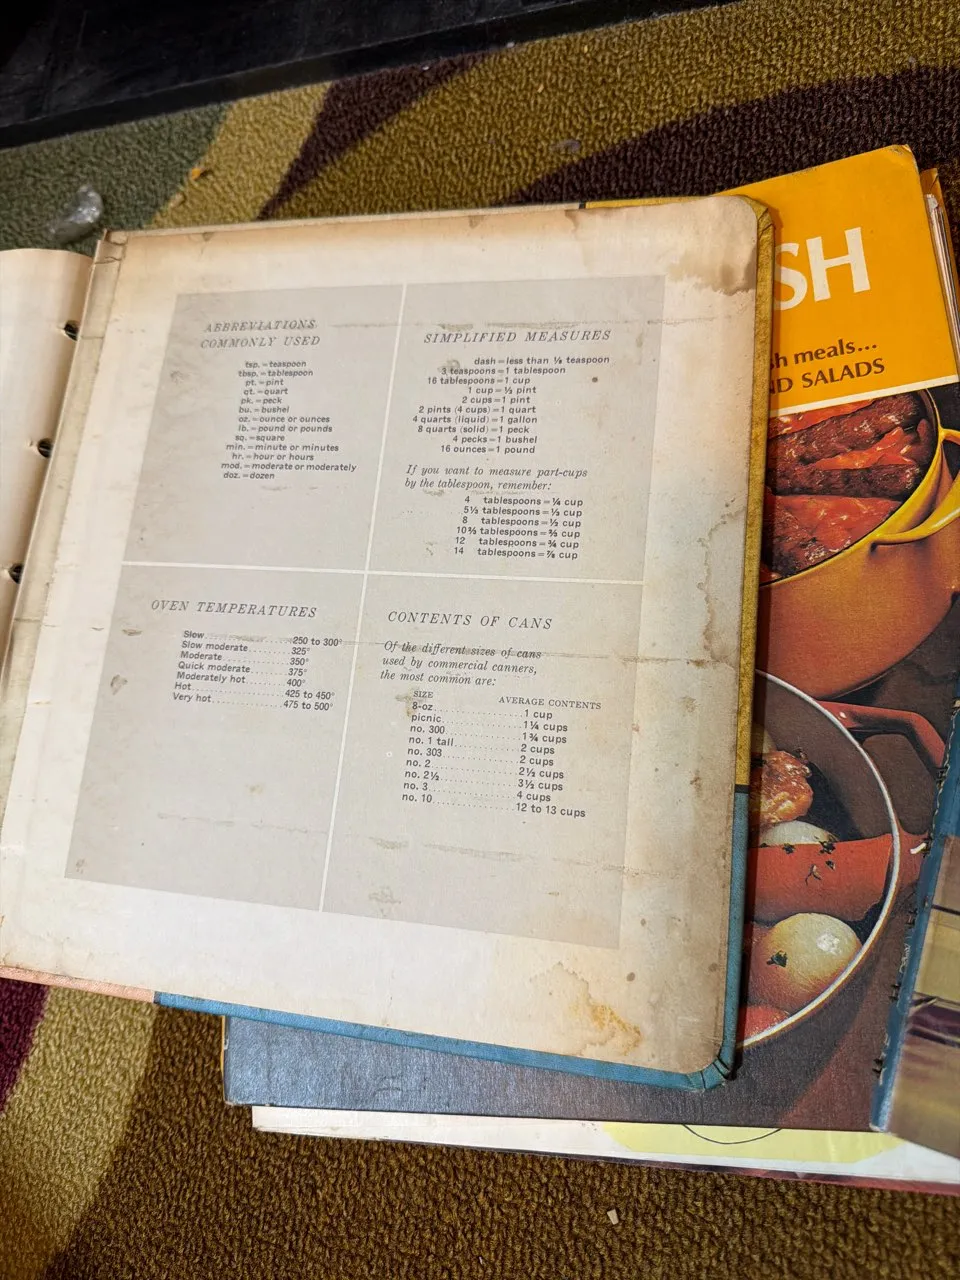 ABBREVIATIONS
COMMONLY USED
tsp. = teaspoon
tbsp. = tablespoon
pt. = pint
qt. = quart
pk. = peck
bu. = bushel
oz. = ounce or ounces
lb. = pound or pounds
sq. = square
min. = minute or minutes
hr. = hour or hours
mod. = moderate or moderately
doz. = dozen
SIMPLIFIED MEASURES
dash = less than ⅛ teaspoon
3 teaspoons = 1 tablespoon
16 tablespoons = 1 cup
1 cup = ½ pint
2 cups = 1 pint
2 pints (4 cups) = 1 quart
4 quarts (liquid) = 1 gallon
8 quarts (solid) = 1 peck
4 pecks = 1 bushel
16 ounces = 1 pound
If you want to measure part-cups
by the tablespoon, remember:
4 tablespoons = ¼ cup
5⅓ tablespoons = ⅓ cup
8 tablespoons = ½ cup
10⅔ tablespoons = ⅔ cup
12 tablespoons = ¾ cup
14 tablespoons = ⅞ cup
OVEN TEMPERATURES
Slow..................250 to 300°
Slow moderate........325°
Moderate.............350°
Quick moderate.......375°
Moderately hot.......400°
Hot..................425 to 450°
Very hot.............475 to 500°
CONTENTS OF CANS
Of the different sizes of cans
used by commercial canners,
the most common are:
SIZE AVERAGE CONTENTS
8-oz..................1 cup
picnic................1¼ cups
no. 300...............1¾ cups
no. 1 tall............2 cups
no. 303...............2 cups
no. 2.................2½ cups
no. 2½................3½ cups
no. 3.................4 cups
no. 10................12 to 13 cups
SH
sh meals...
ND SALADS